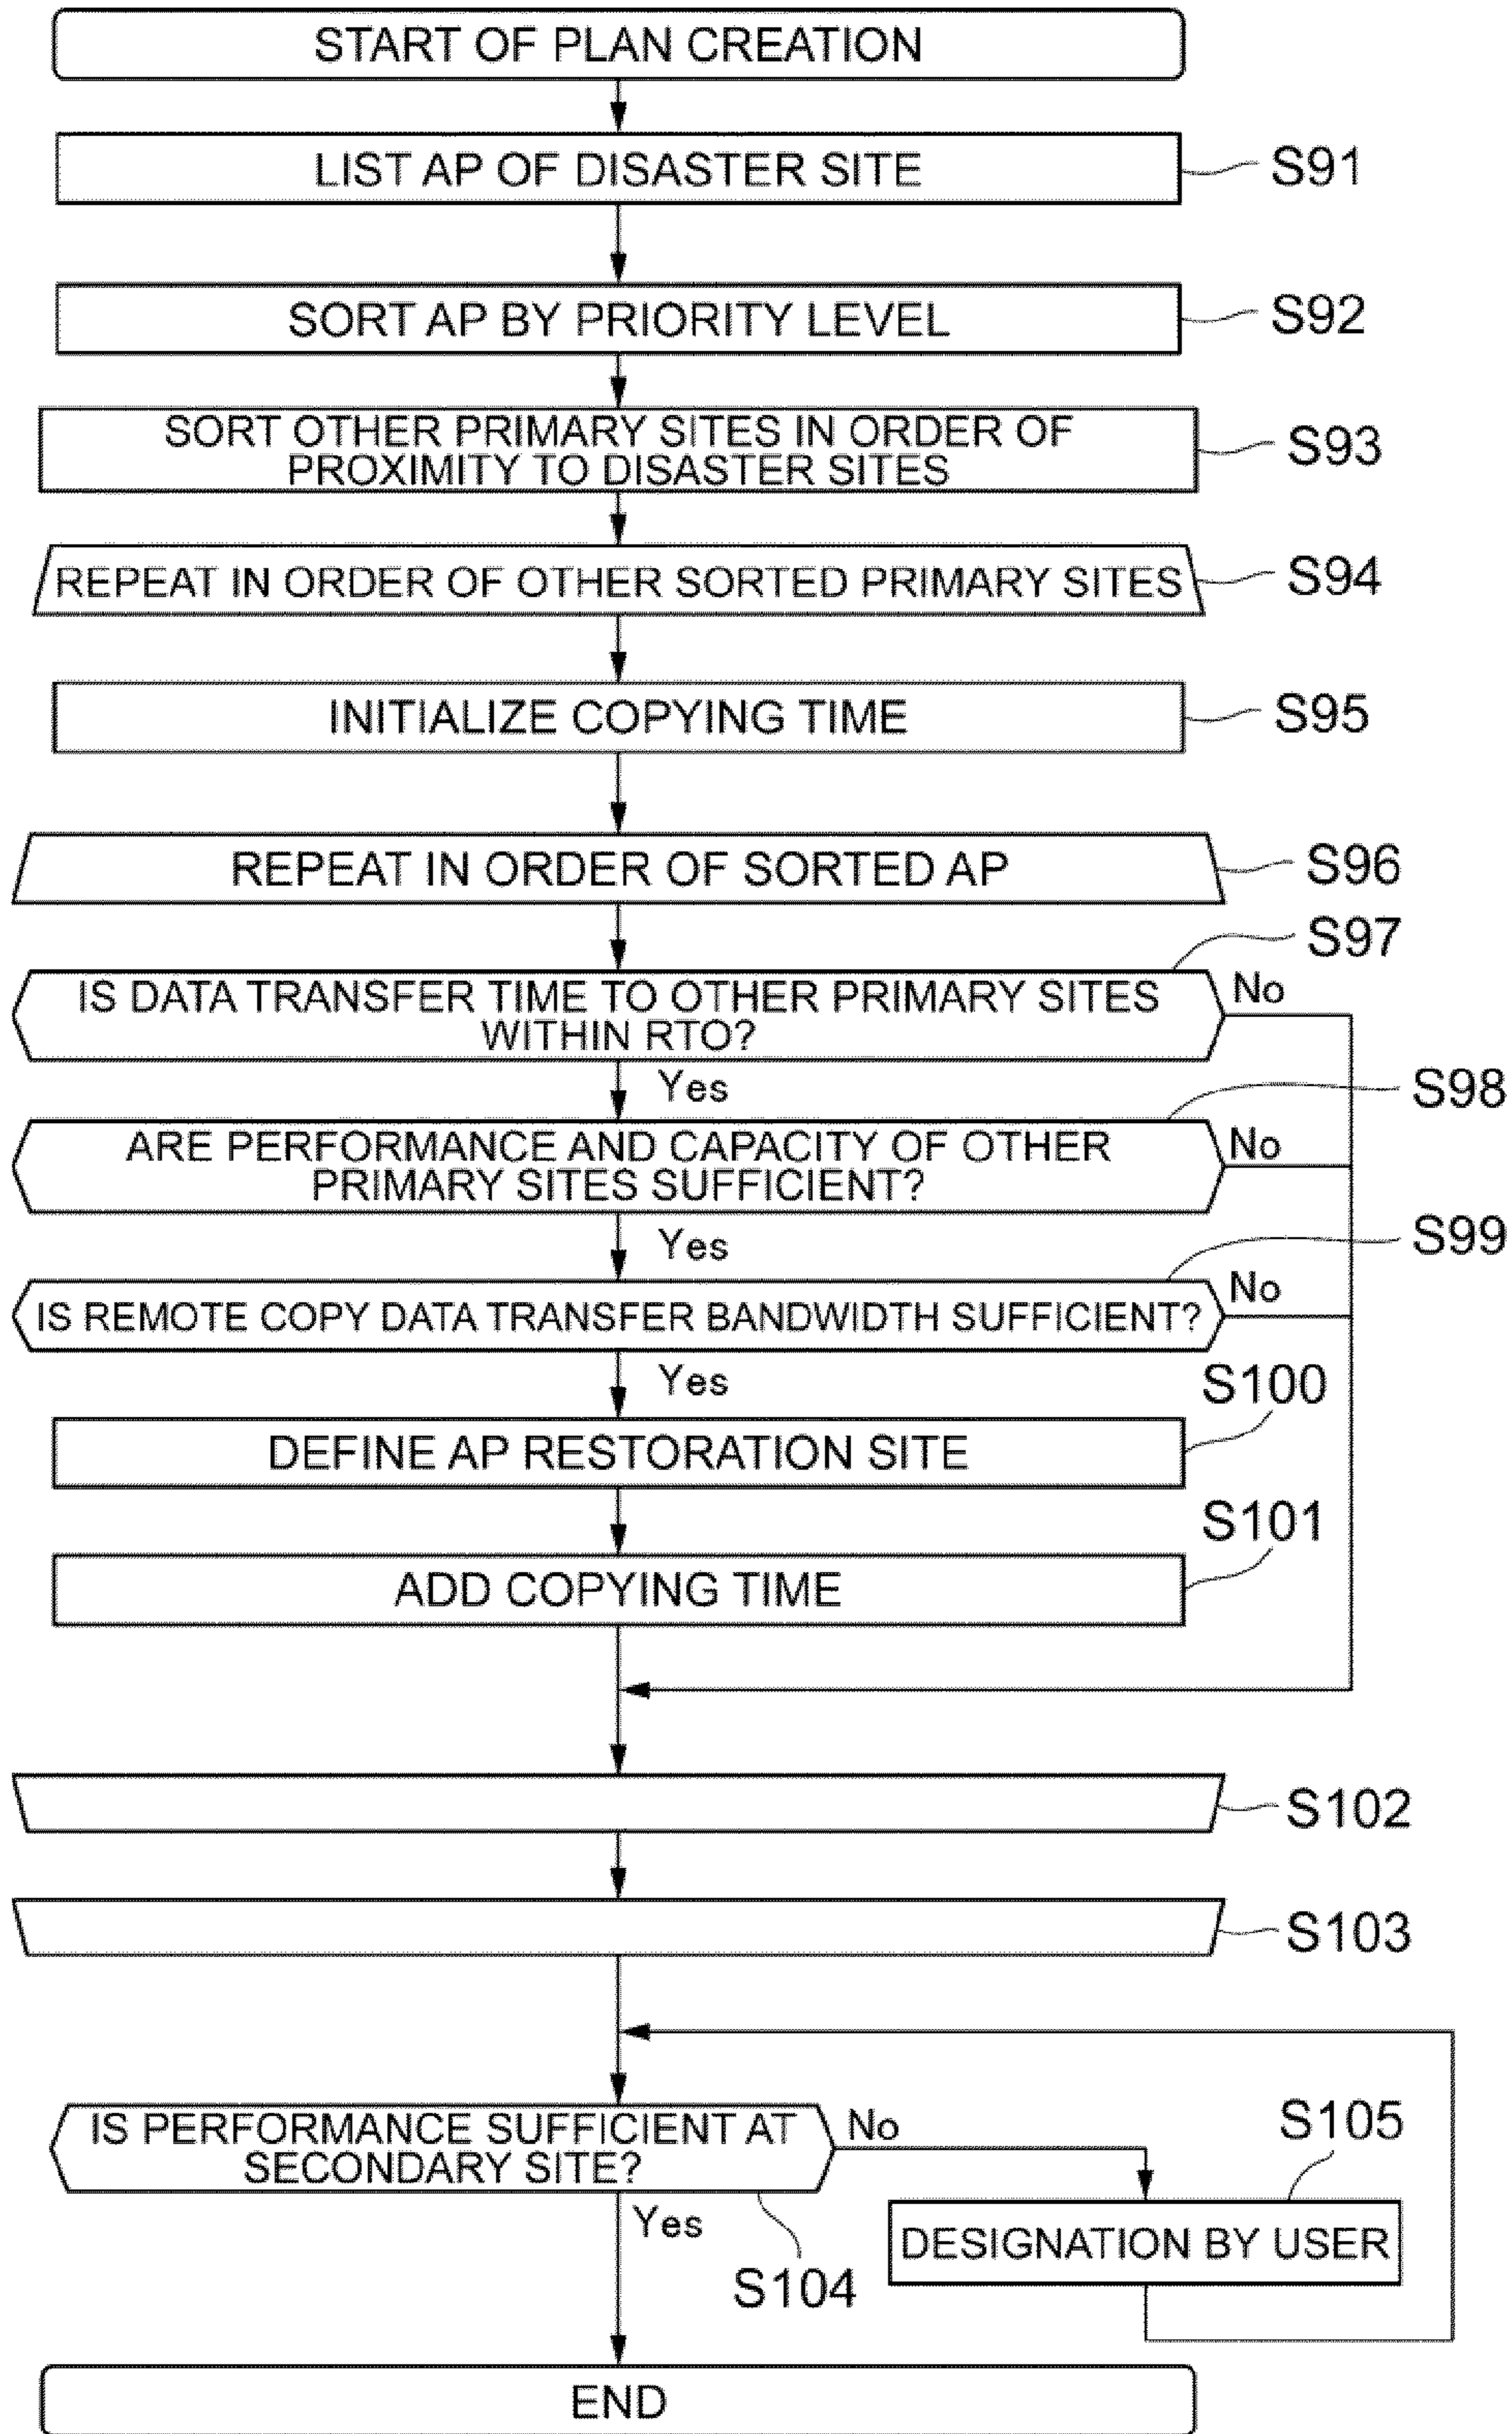 START OF PLAN CREATION
LIST AP OF DISASTER SITE
S91
SORT AP BY PRIORITY LEVEL
S92
SORT OTHER PRIMARY SITES IN ORDER OF
PROXIMITY TO DISASTER SITES
S93
REPEAT IN ORDER OF OTHER SORTED PRIMARY SITES
S94
INITIALIZE COPYING TIME
S95
REPEAT IN ORDER OF SORTED AP
S96
S97
IS DATA TRANSFER TIME TO OTHER PRIMARY SITES
WITHIN RTO?
No
Yes
S98
ARE PERFORMANCE AND CAPACITY OF OTHER
PRIMARY SITES SUFFICIENT?
No
Yes
S99
IS REMOTE COPY DATA TRANSFER BANDWIDTH SUFFICIENT?
No
Yes
S100
DEFINE AP RESTORATION SITE
S101
ADD COPYING TIME
S102
S103
IS PERFORMANCE SUFFICIENT AT
SECONDARY SITE?
No
S105
Yes
DESIGNATION BY USER
S104
END